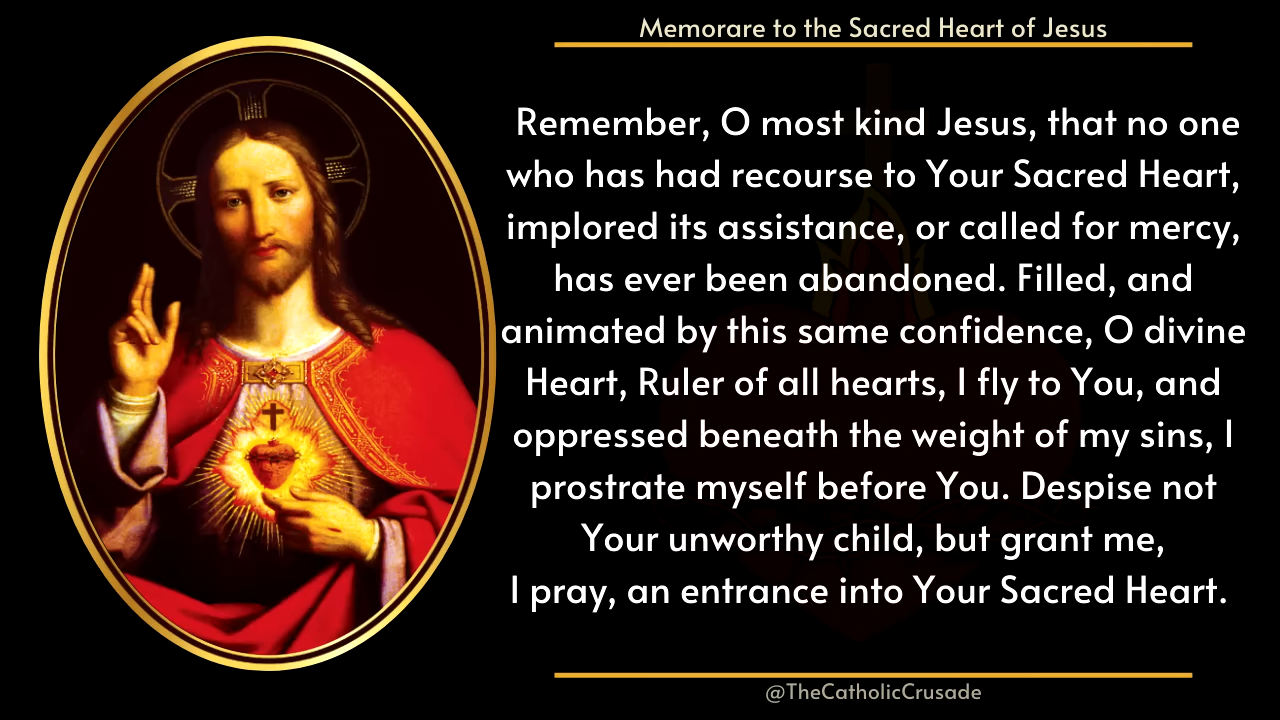 Memorare to the Sacred Heart of Jesus
Remember, O most kind Jesus, that no one
who has had recourse to Your Sacred Heart,
implored its assistance, or called for mercy,
has ever been abandoned. Filled, and
animated by this same confidence, O divine
Heart, Ruler of all hearts, I fly to You, and
oppressed beneath the weight of my sins, I
prostrate myself before You. Despise not
Your unworthy child, but grant me,
I pray, an entrance into Your Sacred Heart.
@TheCatholicCrusade